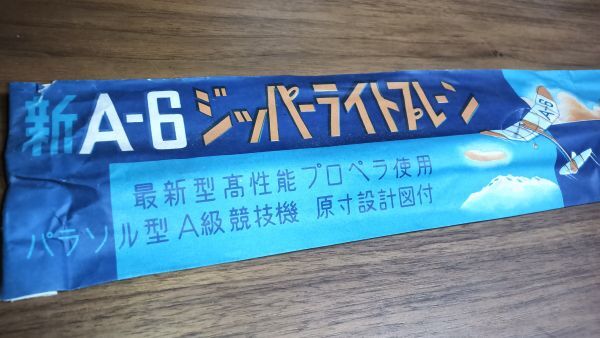 新 A-6 ジッパーライトプレーン
A-6
最新型高性能プロペラ使用
パラソル型A級競技機 原寸設計図付